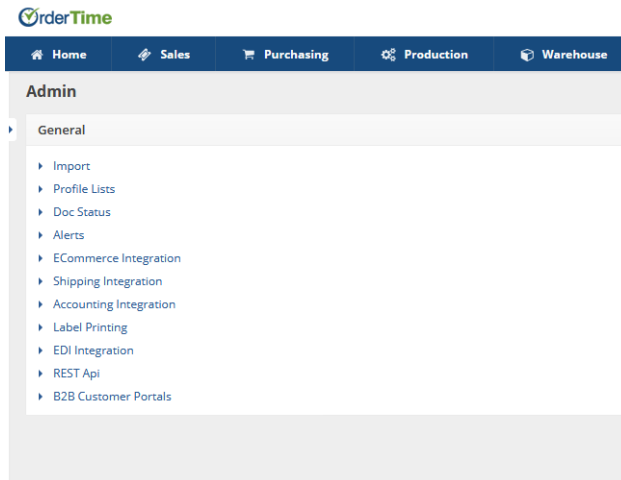 OrderTime
Home Sales Purchasing Production Warehouse
Admin
General
Import
Profile Lists
Doc Status
Alerts
ECommerce Integration
Shipping Integration
Accounting Integration
Label Printing
EDI Integration
REST Api
B2B Customer Portals